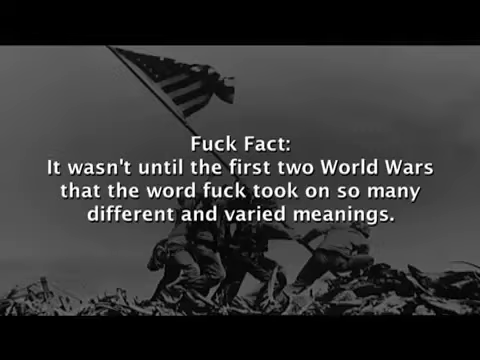 Fuck Fact:
It wasn't until the first two World Wars
that the word fuck took on so many
different and varied meanings.